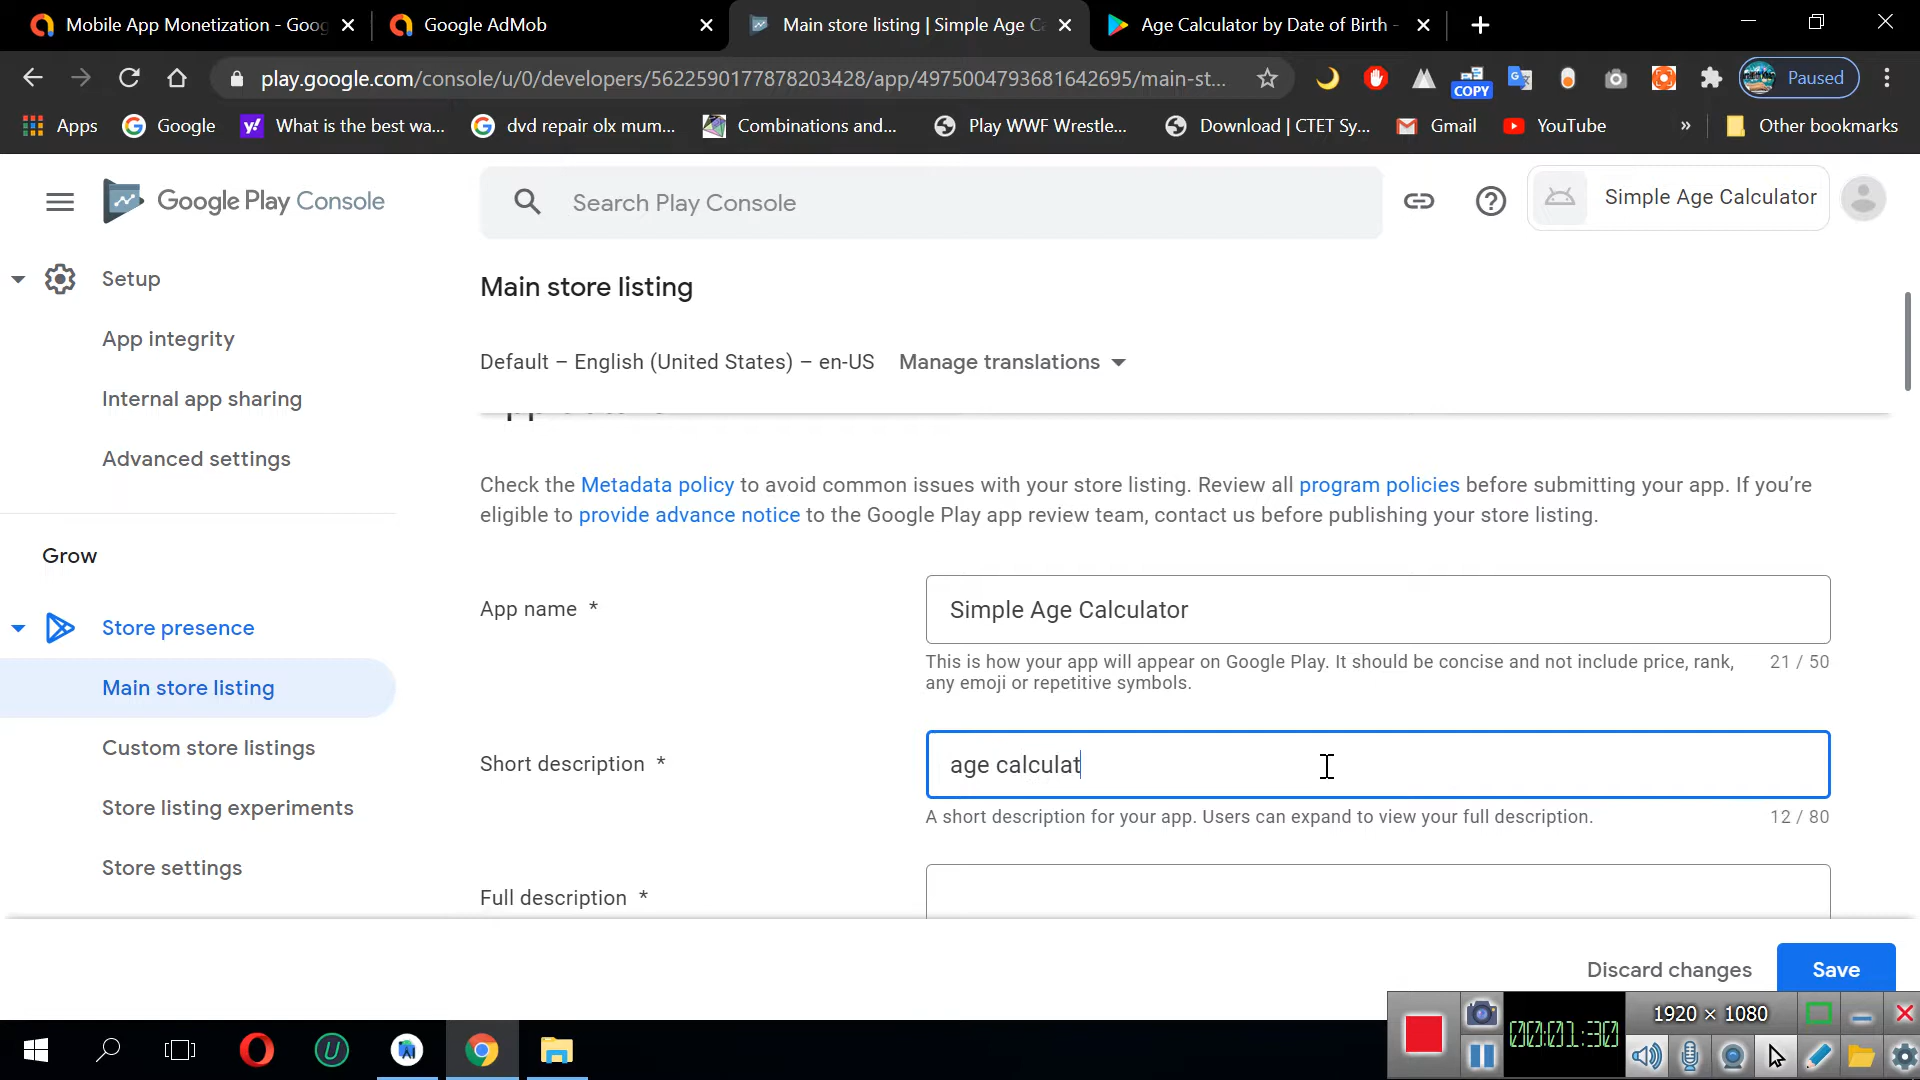 Mobile App Monetization - Goog
Google AdMob
Main store listing | Simple Age C
Age Calculator by Date of Birth -
play.google.com/console/u/0/developers/5622590177878203428/app/4975004793681642695/main-st...
COPY
Paused
Apps
Google
What is the best wa...
dvd repair olx mum...
Combinations and...
Play WWF Wrestle...
Download | CTET Sy...
Gmail
YouTube
»
Other bookmarks
Google Play Console
Search Play Console
Simple Age Calculator
Setup
App integrity
Internal app sharing
Advanced settings
Grow
Store presence
Main store listing
Custom store listings
Store listing experiments
Store settings
Main store listing
Default – English (United States) – en-US
Manage translations
Check the Metadata policy to avoid common issues with your store listing. Review all program policies before submitting your app. If you're
eligible to provide advance notice to the Google Play app review team, contact us before publishing your store listing.
App name *
Simple Age Calculator
This is how your app will appear on Google Play. It should be concise and not include price, rank,
any emoji or repetitive symbols.
21 / 50
Short description *
age calculat
A short description for your app. Users can expand to view your full description.
12 / 80
Full description *
Discard changes
Save
1920 × 1080
00:01:30